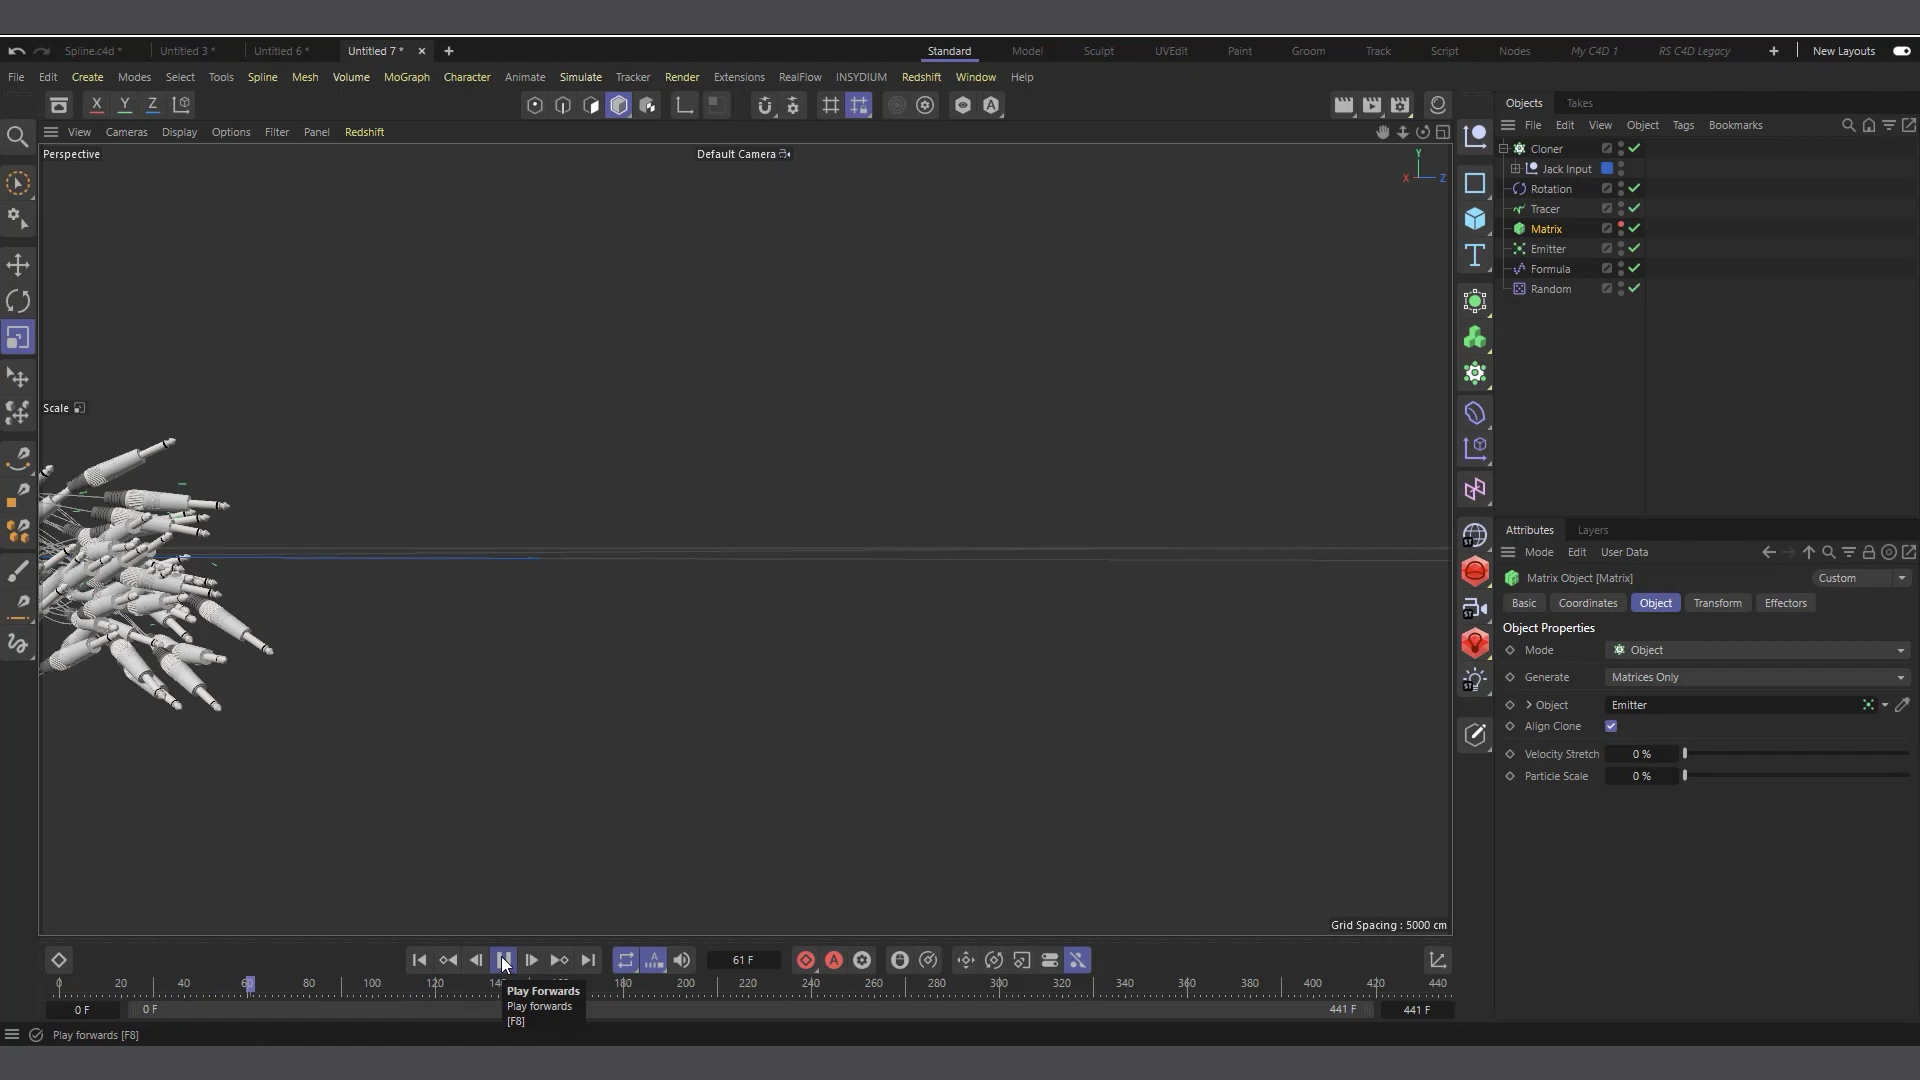 Spline.c4d *
Untitled 3 *
Untitled 6 *
Untitled 7 *
Standard
Model
Sculpt
UVEdit
Paint
Groom
Track
Script
Nodes
My C4D 1
RS C4D Legacy
New Layouts
File Edit Create Modes Select Tools Spline Mesh Volume MoGraph Character Animate Simulate Tracker Render Extensions RealFlow INSYDIUM Redshift Window Help
X Y Z
Objects Takes
File Edit View Object Tags Bookmarks
View Cameras Display Options Filter Panel Redshift
Perspective
Default Camera
Y
X Z
Cloner
Jack Input
Rotation
Tracer
Matrix
Emitter
Formula
Random
Scale
Attributes Layers
Mode Edit User Data
Matrix Object [Matrix]
Custom
Basic Coordinates Object Transform Effectors
Object Properties
Mode Object
Generate Matrices Only
Object Emitter
Align Clone
Velocity Stretch 0 %
Particle Scale 0 %
Grid Spacing : 5000 cm
61 F
0 20 40 60 80 100 120 180 200 220 240 260 280 300 320 340 360 380 400 420 440
0 F
0 F
441 F
441 F
Play Forwards
Play forwards
[F8]
Play forwards [F8]